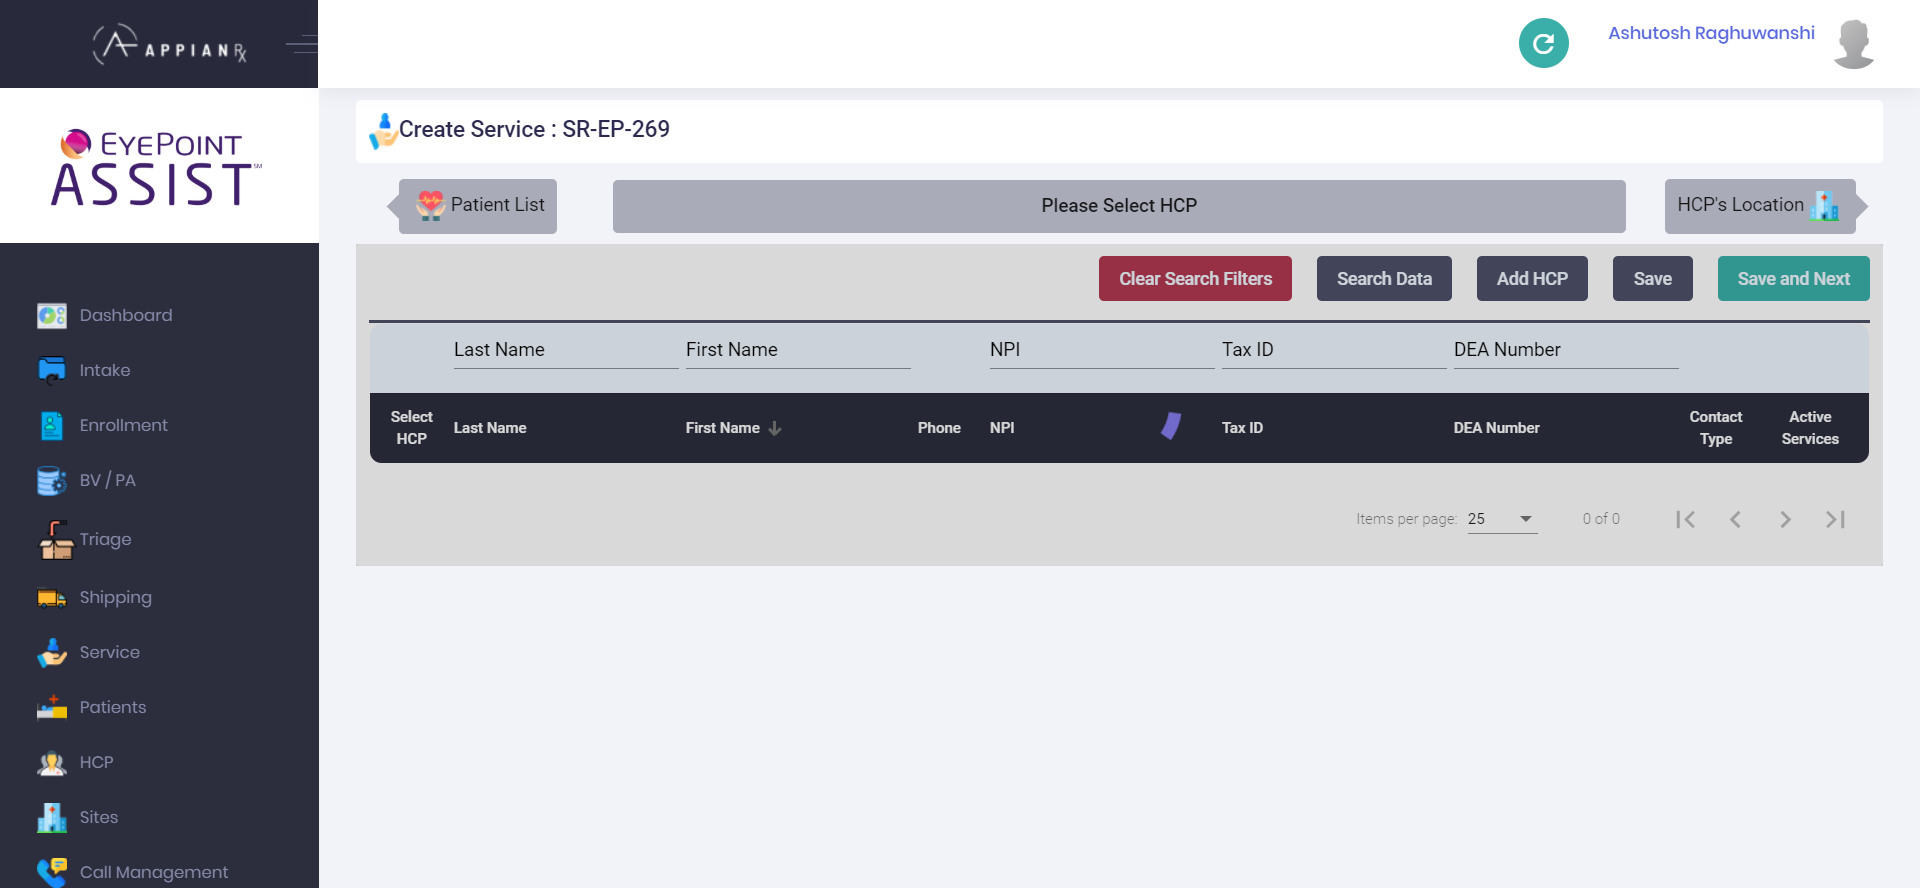 APPIANRx
Ashutosh Raghuwanshi
EYEPOINT
ASSIST SM
Create Service : SR-EP-269
Patient List
Please Select HCP
HCP's Location
Clear Search Filters
Search Data
Add HCP
Save
Save and Next
Last Name
First Name
NPI
Tax ID
DEA Number
Select
HCP
Last Name
First Name
Phone
NPI
Tax ID
DEA Number
Contact
Type
Active
Services
Items per page: 25
0 of 0
Dashboard
Intake
Enrollment
BV / PA
Triage
Shipping
Service
Patients
HCP
Sites
Call Management